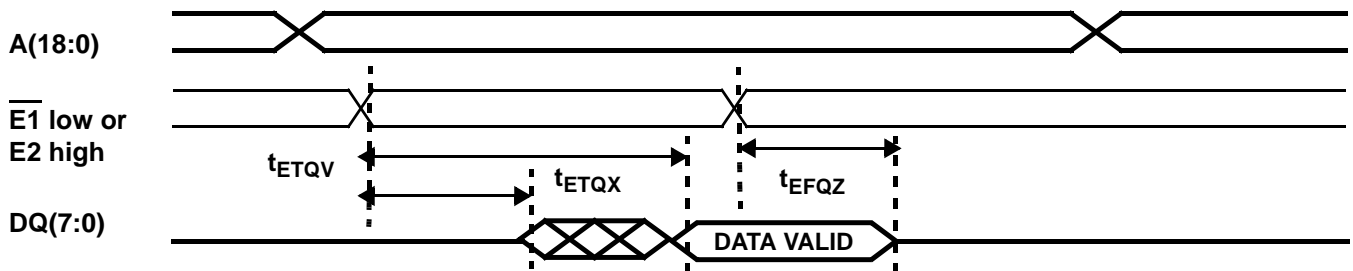 A(18:0)
E1 low or
E2 high
tETQV
tETQX
tEFQZ
DQ(7:0)
DATA VALID